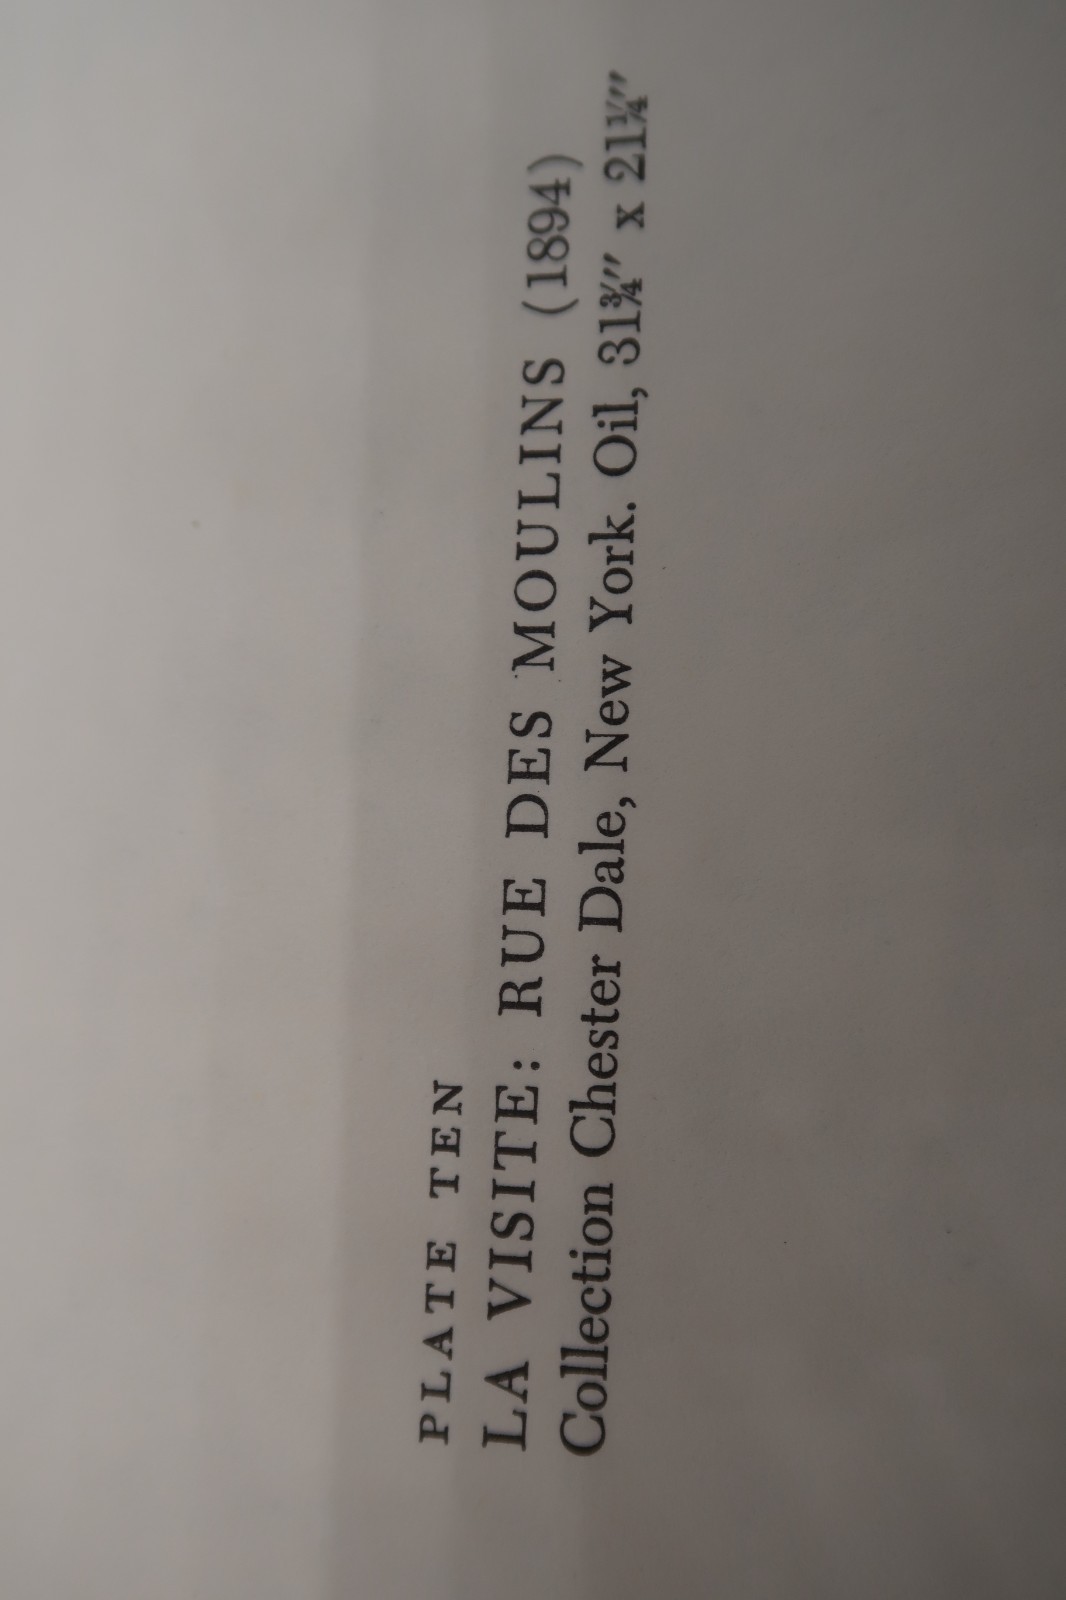 PLATE TEN
LA VISITE: RUE DES MOULINS (1894)
Collection Chester Dale, New York. Oil, 31¾″ x 21¼″